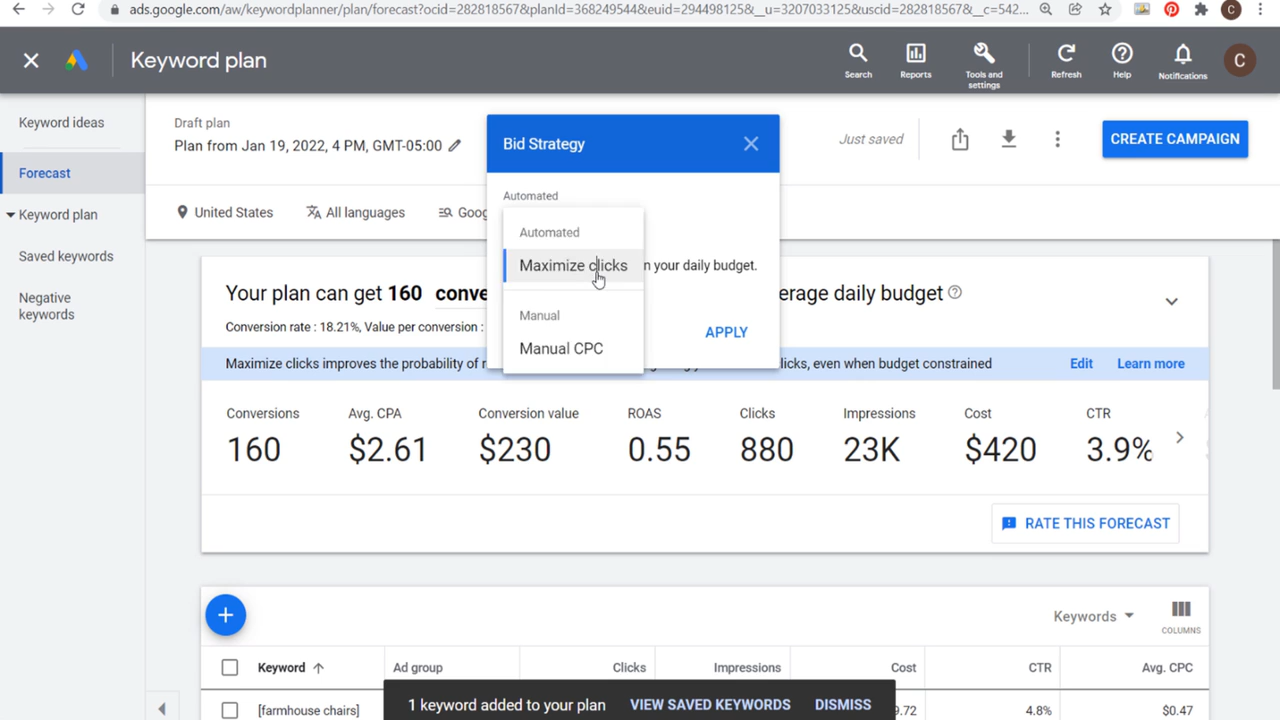 ads.google.com/aw/keywordplanner/plan/forecast?ocid=282818567&planId=368249544&euid=294498125&__u=3207033125&uscid=282818567&__c=542...
C
Keyword plan
Search
Reports
Tools and
settings
Refresh
Help
Notifications
C
Keyword ideas
Forecast
Keyword plan
Saved keywords
Negative
keywords
Draft plan
Plan from Jan 19, 2022, 4 PM, GMT-05:00
Just saved
CREATE CAMPAIGN
United States
All languages
Goog
Bid Strategy
Automated
Automated
Maximize clicks
n your daily budget.
Manual
Manual CPC
APPLY
Your plan can get 160 conve
erage daily budget
Conversion rate : 18.21%, Value per conversion :
Maximize clicks improves the probability of
licks, even when budget constrained
Edit
Learn more
Conversions
Avg. CPA
Conversion value
ROAS
Clicks
Impressions
Cost
CTR
160
$2.61
$230
0.55
880
23K
$420
3.9%
RATE THIS FORECAST
Keywords
COLUMNS
Keyword
Ad group
Clicks
Impressions
Cost
CTR
Avg. CPC
1 keyword added to your plan
VIEW SAVED KEYWORDS
DISMISS
[farmhouse chairs]
9.72
4.8%
$0.47